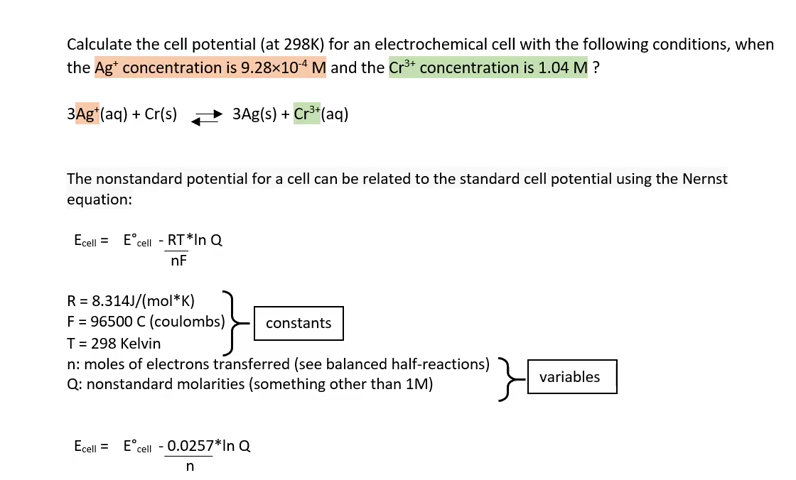 Calculate the cell potential (at 298K) for an electrochemical cell with the following conditions, when
the Ag⁺ concentration is 9.28×10⁻⁴ M and the Cr³⁺ concentration is 1.04 M ?
3Ag⁺(aq) + Cr(s) ⇌ 3Ag(s) + Cr³⁺(aq)
The nonstandard potential for a cell can be related to the standard cell potential using the Nernst
equation:
Ecell = E°cell - RT*ln Q
nF
R = 8.314J/(mol*K)
F = 96500 C (coulombs)
constants
T = 298 Kelvin
n: moles of electrons transferred (see balanced half-reactions)
variables
Q: nonstandard molarities (something other than 1M)
Ecell = E°cell - 0.0257*ln Q
n